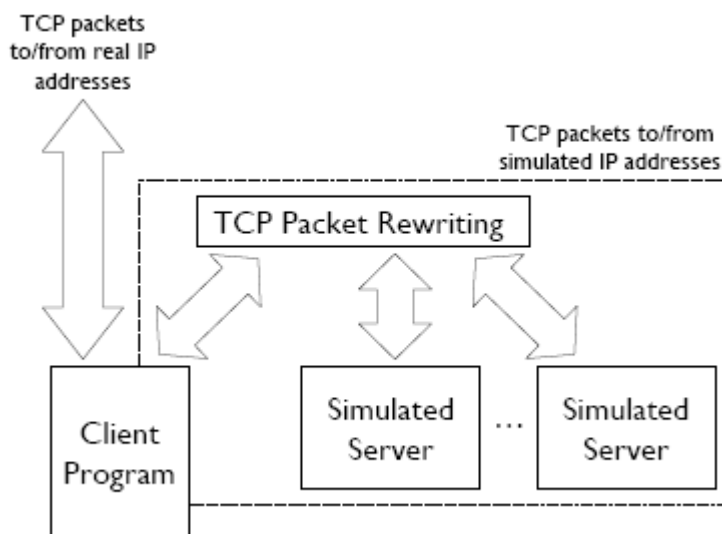 TCP packets
to/from real IP
addresses
TCP packets to/from
simulated IP addresses
TCP Packet Rewriting
Client
Program
Simulated
Server
...
Simulated
Server